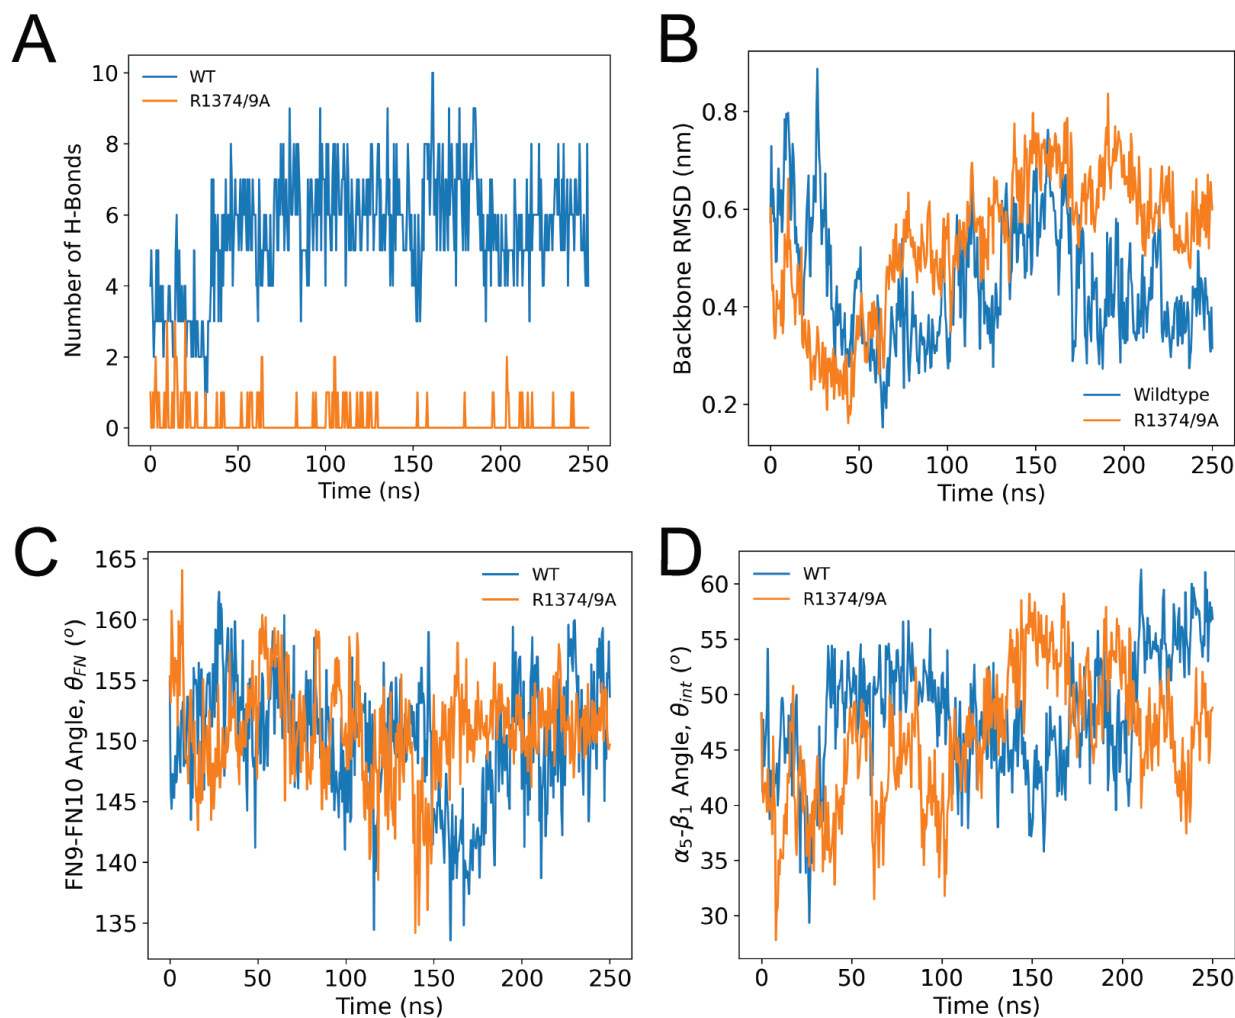 A
Number of H-Bonds
10
8
6
4
2
0
WT
R1374/9A
0 50 100 150 200 250
Time (ns)
B
Backbone RMSD (nm)
0.8
0.6
0.4
0.2
Wildtype
R1374/9A
0 50 100 150 200 250
Time (ns)
C
FN9-FN10 Angle, θFN (o)
165
160
155
150
145
140
135
WT
R1374/9A
0 50 100 150 200 250
Time (ns)
D
α5-β1 Angle, θint (o)
60
55
50
45
40
35
30
WT
R1374/9A
0 50 100 150 200 250
Time (ns)